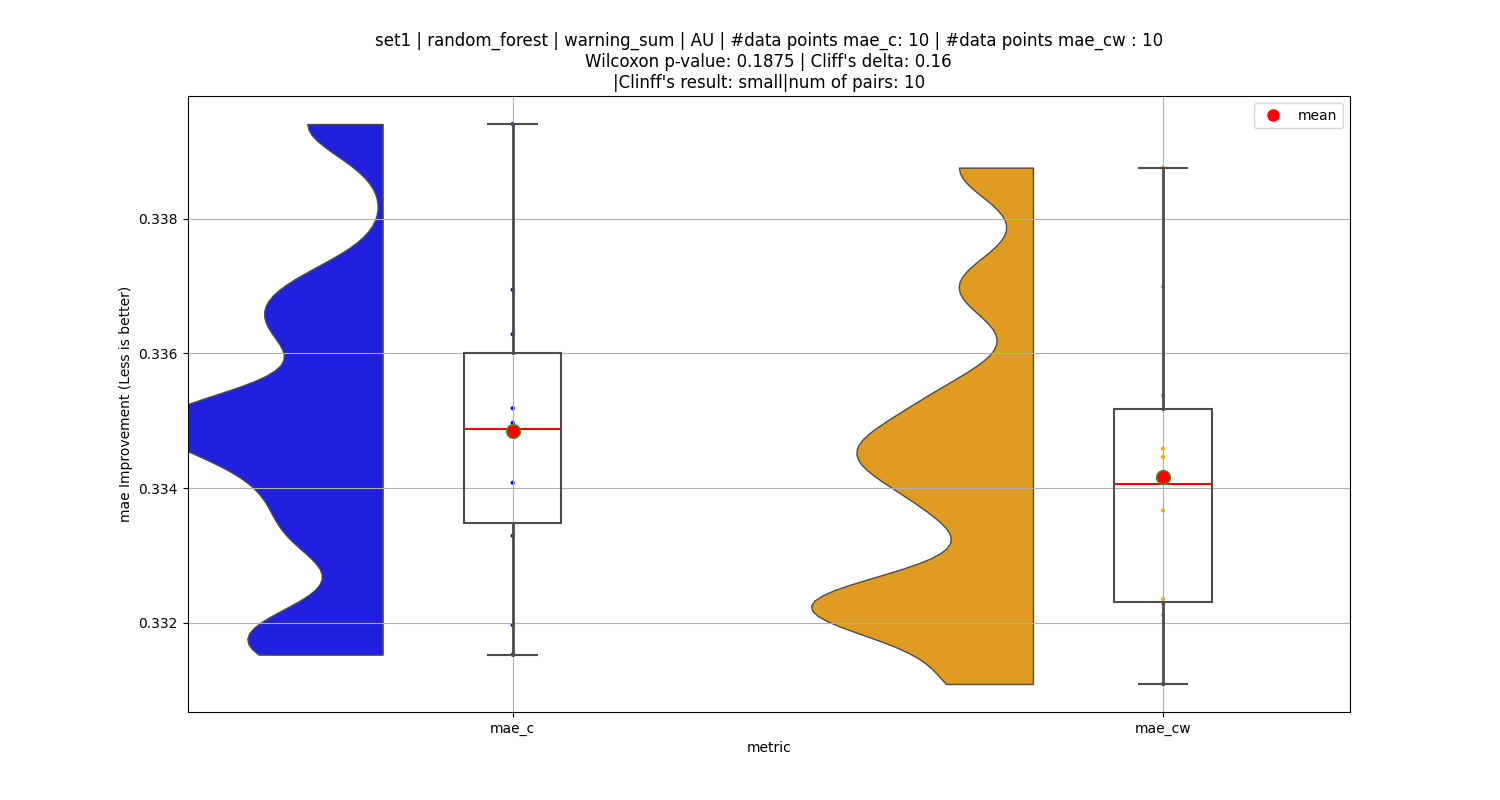 set1 | random_forest | warning_sum | AU | #data points mae_c: 10 | #data points mae_cw : 10
Wilcoxon p-value: 0.1875 | Cliff's delta: 0.16
|Clinff's result: small|num of pairs: 10
mean
mae Improvement (Less is better)
0.338
0.336
0.334
0.332
mae_c
mae_cw
metric